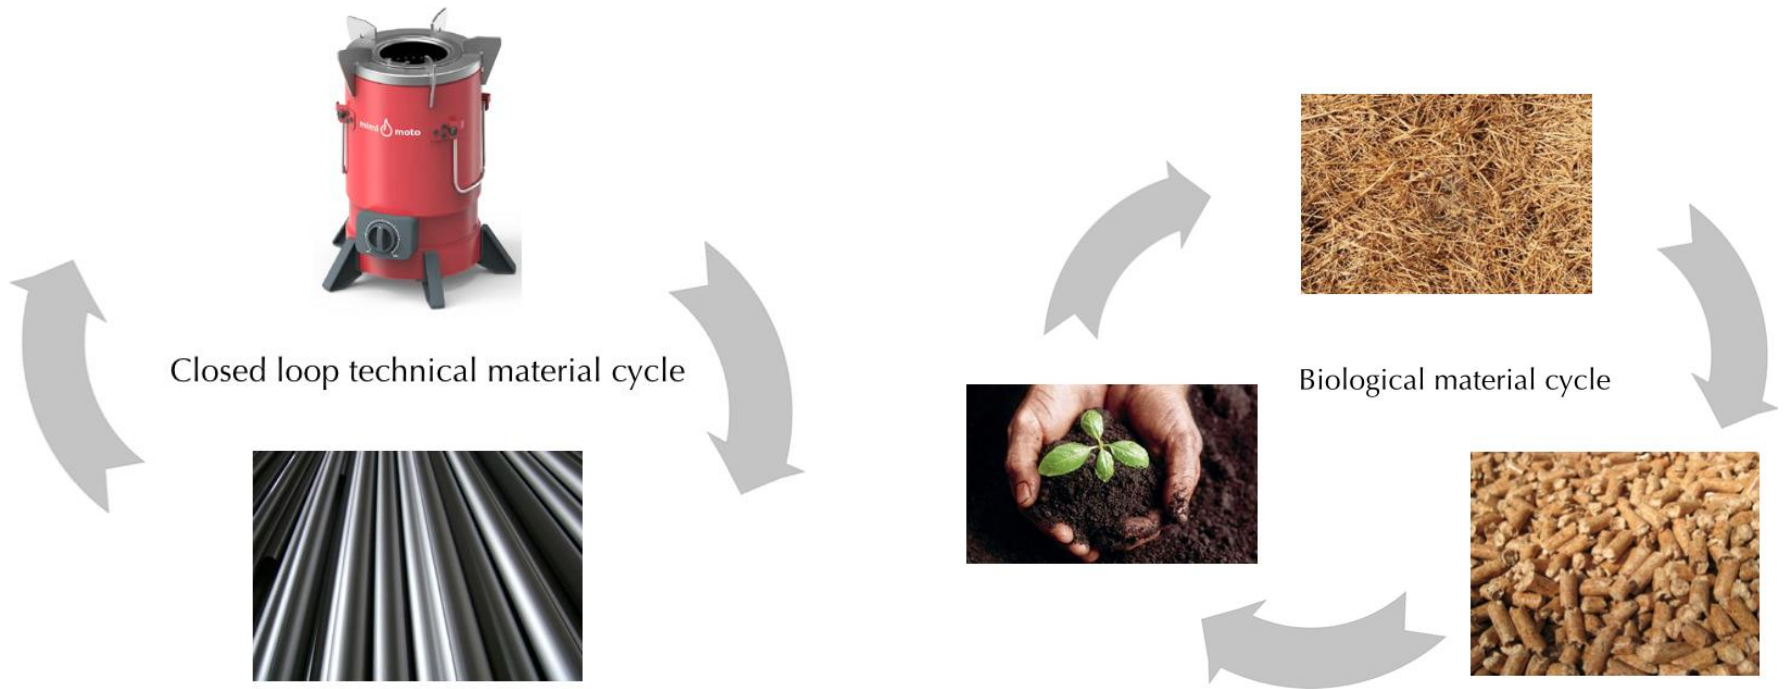 mimi moto
Closed loop technical material cycle
Biological material cycle